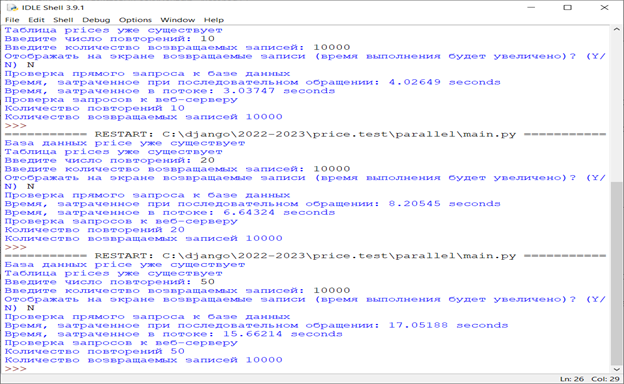 IDLE Shell 3.9.1
File Edit Shell Debug Options Window Help
Таблица prices уже существует
Введите число повторений: 10
Введите количество возвращаемых записей: 10000
Отображать на экране возвращаемые записи (время выполнения будет увеличено)? (Y/
N) N
Проверка прямого запроса к базе данных
Время, затраченное при последовательном обращении: 4.02649 seconds
Время, затраченное в потоке: 3.03747 seconds
Проверка запросов к веб-серверу
Количество повторений 10
Количество возвращаемых записей 10000
>>>
=========== RESTART: C:\django\2022-2023\price.test\parallel\main.py ===========
База данных price уже существует
Таблица prices уже существует
Введите число повторений: 20
Введите количество возвращаемых записей: 10000
Отображать на экране возвращаемые записи (время выполнения будет увеличено)? (Y/
N) N
Проверка прямого запроса к базе данных
Время, затраченное при последовательном обращении: 8.20545 seconds
Время, затраченное в потоке: 6.64324 seconds
Проверка запросов к веб-серверу
Количество повторений 20
Количество возвращаемых записей 10000
>>>
=========== RESTART: C:\django\2022-2023\price.test\parallel\main.py ===========
База данных price уже существует
Таблица prices уже существует
Введите число повторений: 50
Введите количество возвращаемых записей: 10000
Отображать на экране возвращаемые записи (время выполнения будет увеличено)? (Y/
N) N
Проверка прямого запроса к базе данных
Время, затраченное при последовательном обращении: 17.05188 seconds
Время, затраченное в потоке: 15.66214 seconds
Проверка запросов к веб-серверу
Количество повторений 50
Количество возвращаемых записей 10000
>>>
Ln: 26 Col: 29